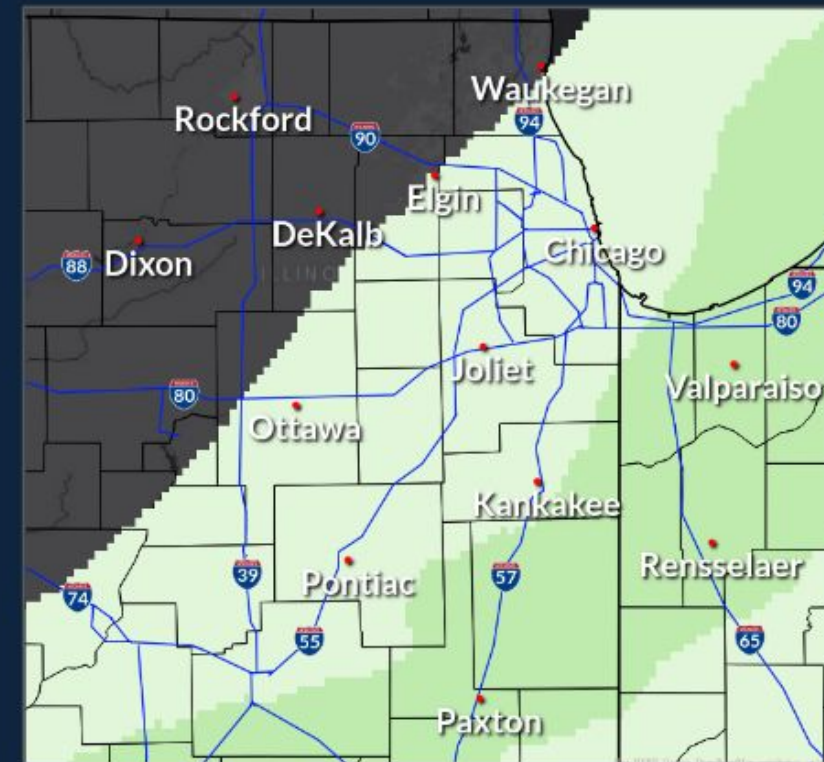 Waukegan
Rockford
94
90
Elgin
DeKalb
Chicago
88
Dixon
ILLINO
94
80
Joliet
Valparaiso
80
Ottawa
Kankakee
Rensselaer
39
57
Pontiac
74
55
65
Paxton